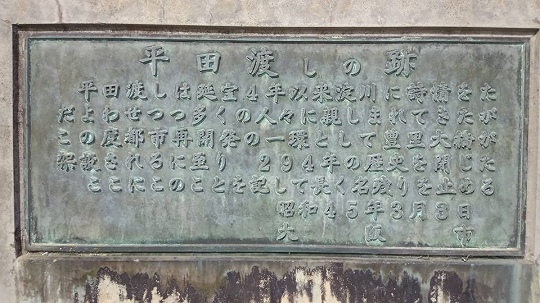 平田渡しの跡
平田渡しは延宝4年以来淀川に詩情をた
だよわせつつ多くの人々に親しまれてきたが
この度都市再開発の一環として豊里大橋が
架設されるに至り 294年の歴史を閉じた
ここにこのことを記して長く名残りを止める
昭和45年3月3日
大阪市